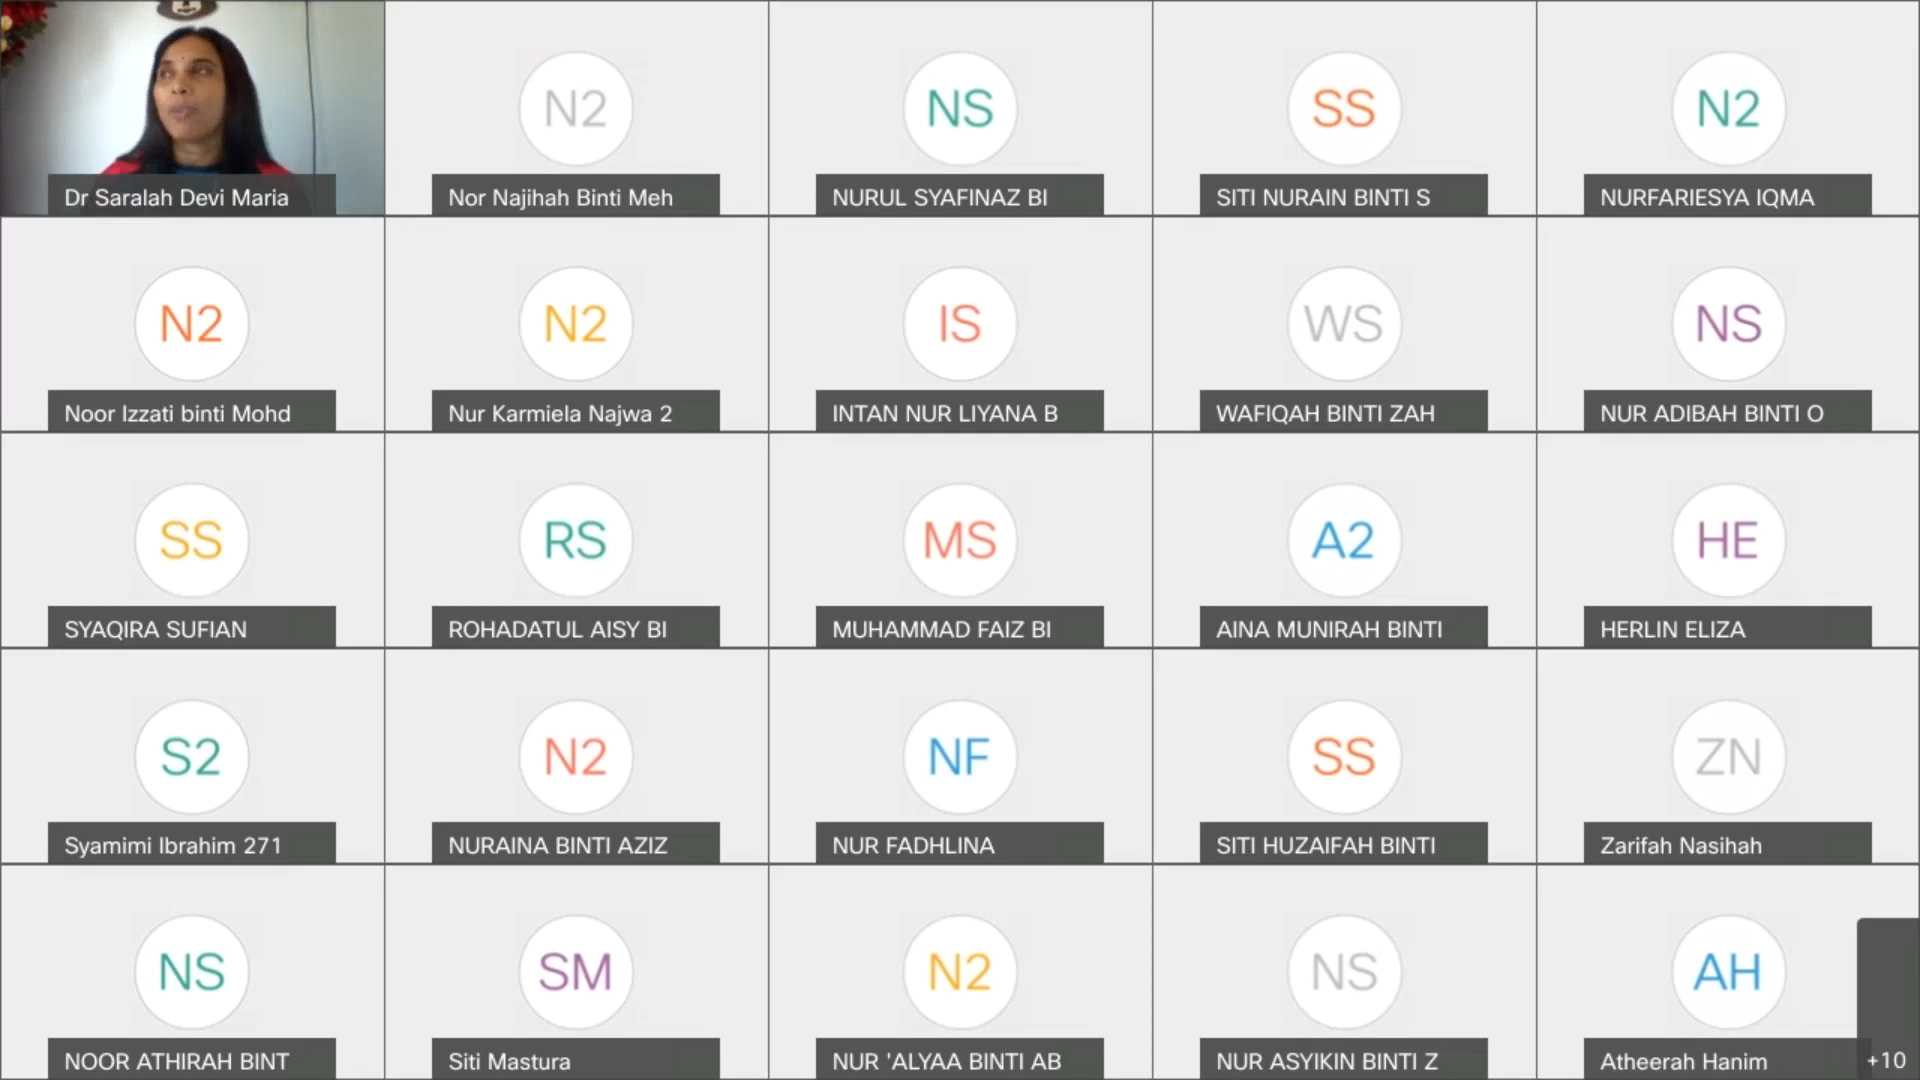 Dr Saralah Devi Maria
N2
Nor Najihah Binti Meh
NS
NURUL SYAFINAZ BI
SS
SITI NURAIN BINTI S
N2
NURFARIESYA IQMA
N2
Noor Izzati binti Mohd
N2
Nur Karmiela Najwa 2
IS
INTAN NUR LIYANA B
WS
WAFIQAH BINTI ZAH
NS
NUR ADIBAH BINTI O
SS
SYAQIRA SUFIAN
RS
ROHADATUL AISY BI
MS
MUHAMMAD FAIZ BI
A2
AINA MUNIRAH BINTI
HE
HERLIN ELIZA
S2
Syamimi Ibrahim 271
N2
NURAINA BINTI AZIZ
NF
NUR FADHLINA
SS
SITI HUZAIFAH BINTI
ZN
Zarifah Nasihah
NS
NOOR ATHIRAH BINT
SM
Siti Mastura
N2
NUR 'ALYAA BINTI AB
NS
NUR ASYIKIN BINTI Z
AH
Atheerah Hanim
+10